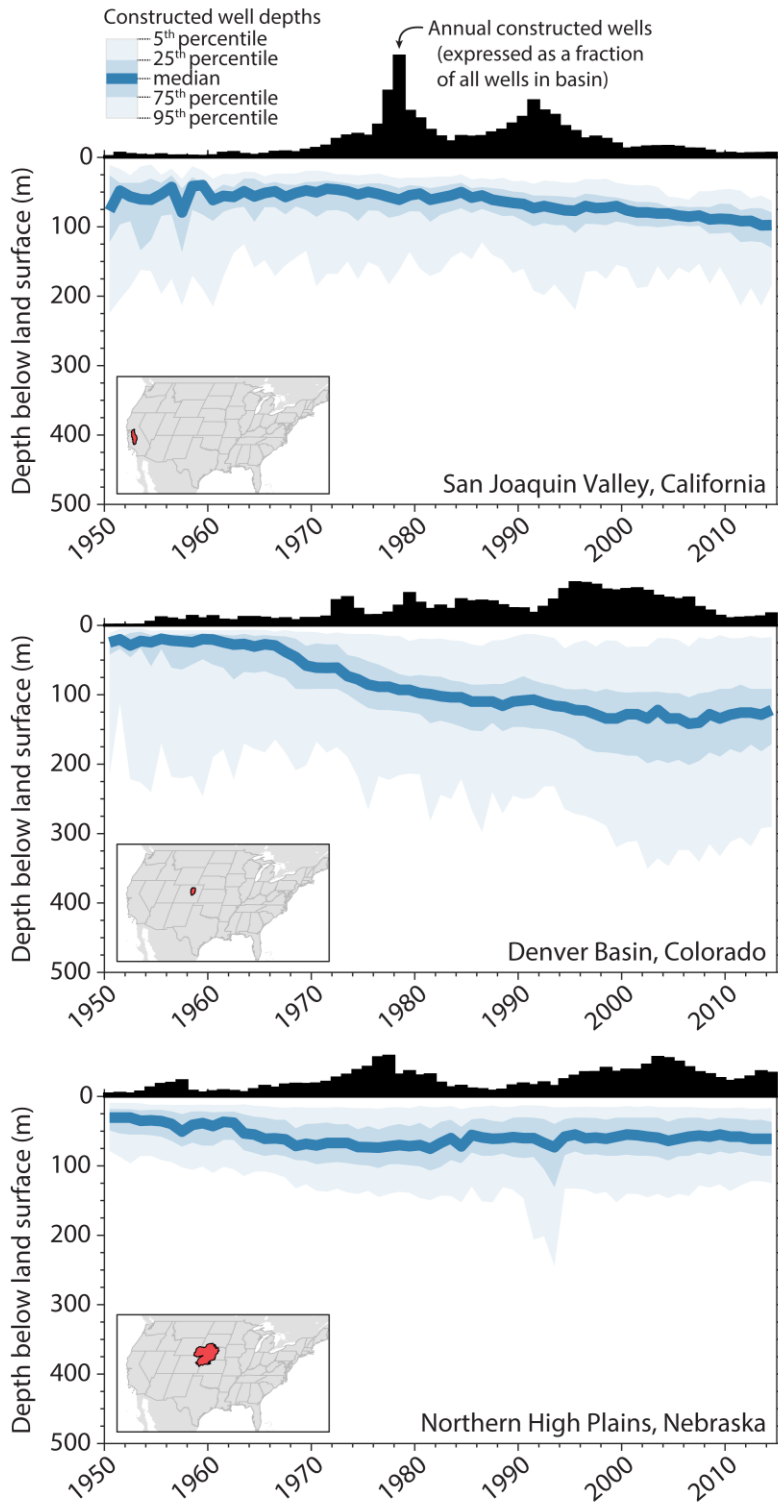 Constructed well depths
5th percentile
25th percentile
median
75th percentile
95th percentile
Annual constructed wells
(expressed as a fraction
of all wells in basin)
Depth below land surface (m)
0
100
200
300
400
500
San Joaquin Valley, California
1950
1960
1970
1980
1990
2000
2010
Depth below land surface (m)
0
100
200
300
400
500
Denver Basin, Colorado
1950
1960
1970
1980
1990
2000
2010
Depth below land surface (m)
0
100
200
300
400
500
Northern High Plains, Nebraska
1950
1960
1970
1980
1990
2000
2010